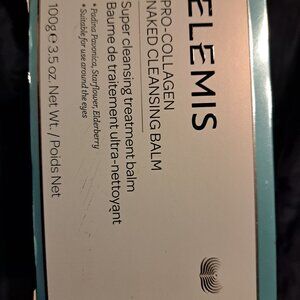 ELEMIS
PRO-COLLAGEN
NAKED CLEANSING BALM
Super cleansing treatment balm
Baume de traitement ultra-nettoyant
• Padina Pavonica, Starflower, Elderberry
• Suitable for use around the eyes
100g ℮ 3.5 oz. Net Wt. / Poids Net